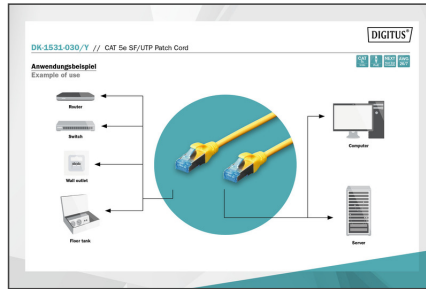 DIGITUS®
DK-1531-030/Y // CAT 5e SF/UTP Patch Cord
Anwendungsbeispiel
Example of use
Router
Switch
Wall outlet
Floor tank
Computer
Server